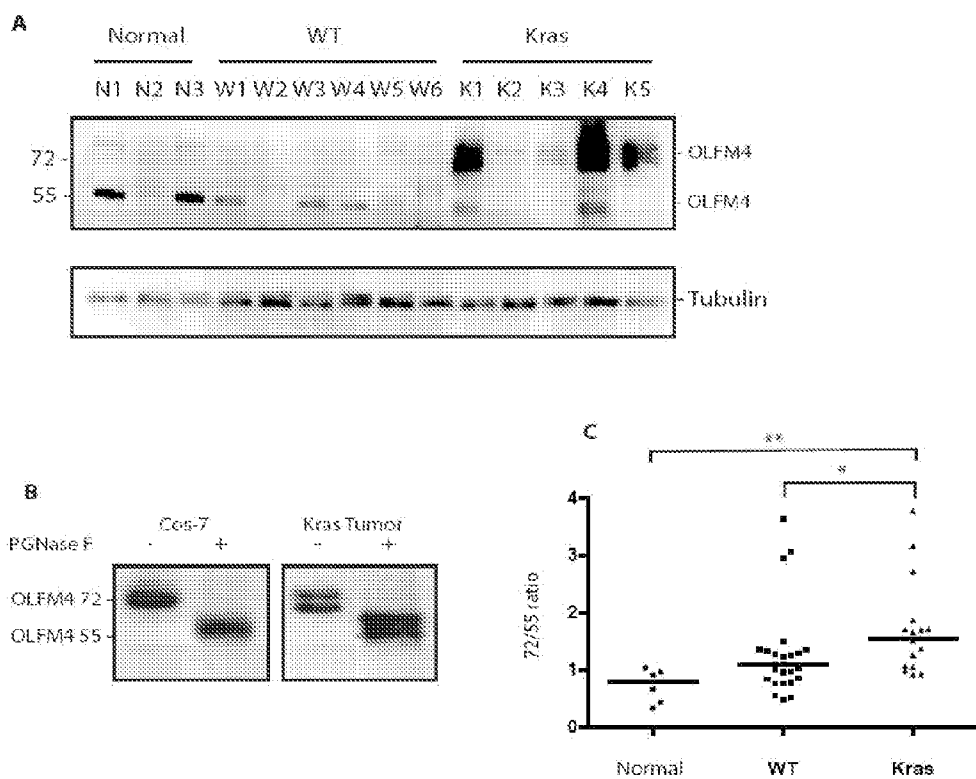 A
Normal WT Kras
N1 N2 N3 W1 W2 W3 W4 W5 W6 K1 K2 K3 K4 K5
72 - - OLFM4
55 - - OLFM4
-Tubulin
B
Cos-7 Kras Tumor
PGNase F - + - +
OLFM4 72
OLFM4 55
C
**
*
4
3
2
1
0
72/55 ratio
Normal WT Kras